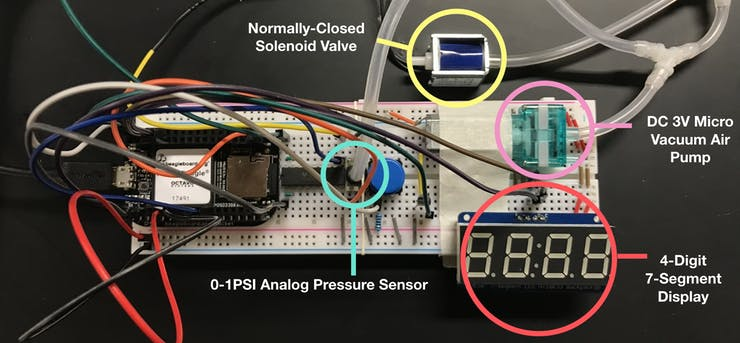 Normally-Closed
Solenoid Valve
DC 3V Micro
Vacuum Air
Pump
beagleboard
0-1PSI Analog Pressure Sensor
4-Digit
7-Segment
Display